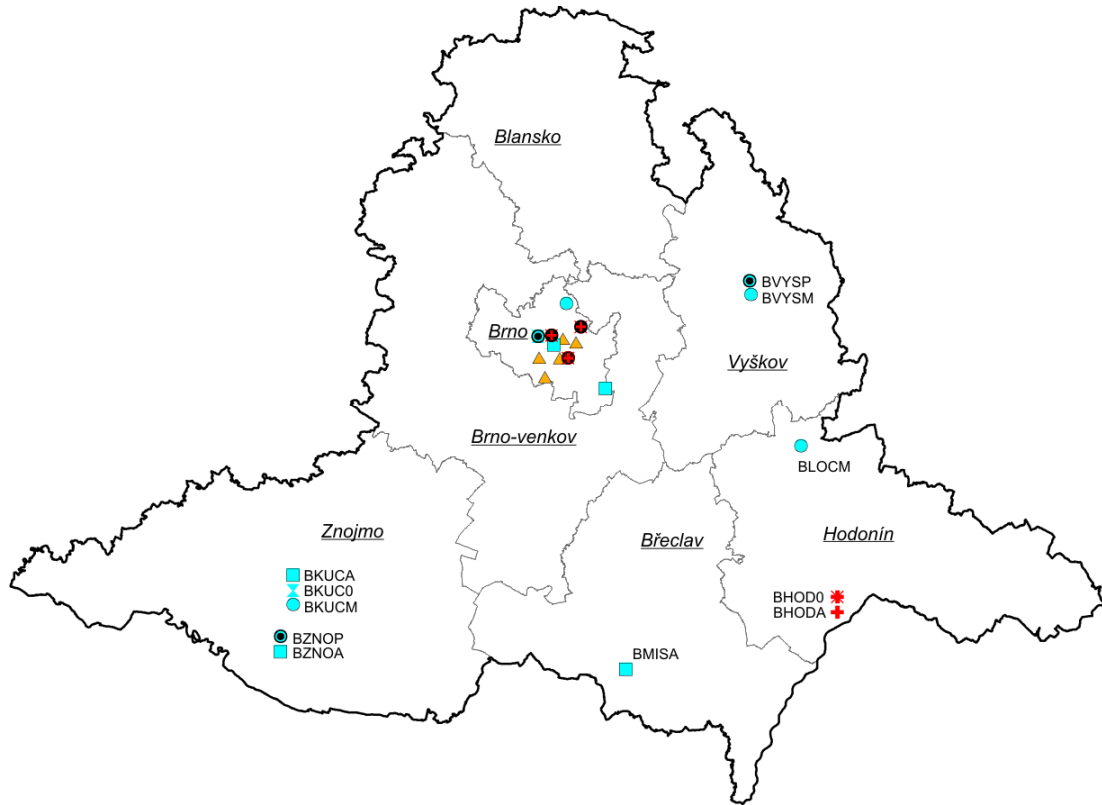 Blansko
BVYSP
BVYSM
Brno
Vyškov
Brno-venkov
BLOCM
Znojmo
Břeclav
Hodonín
BKUCA
BKUC0
BKUCM
BHOD0
BHODA
BZNOP
BZNOA
BMISA